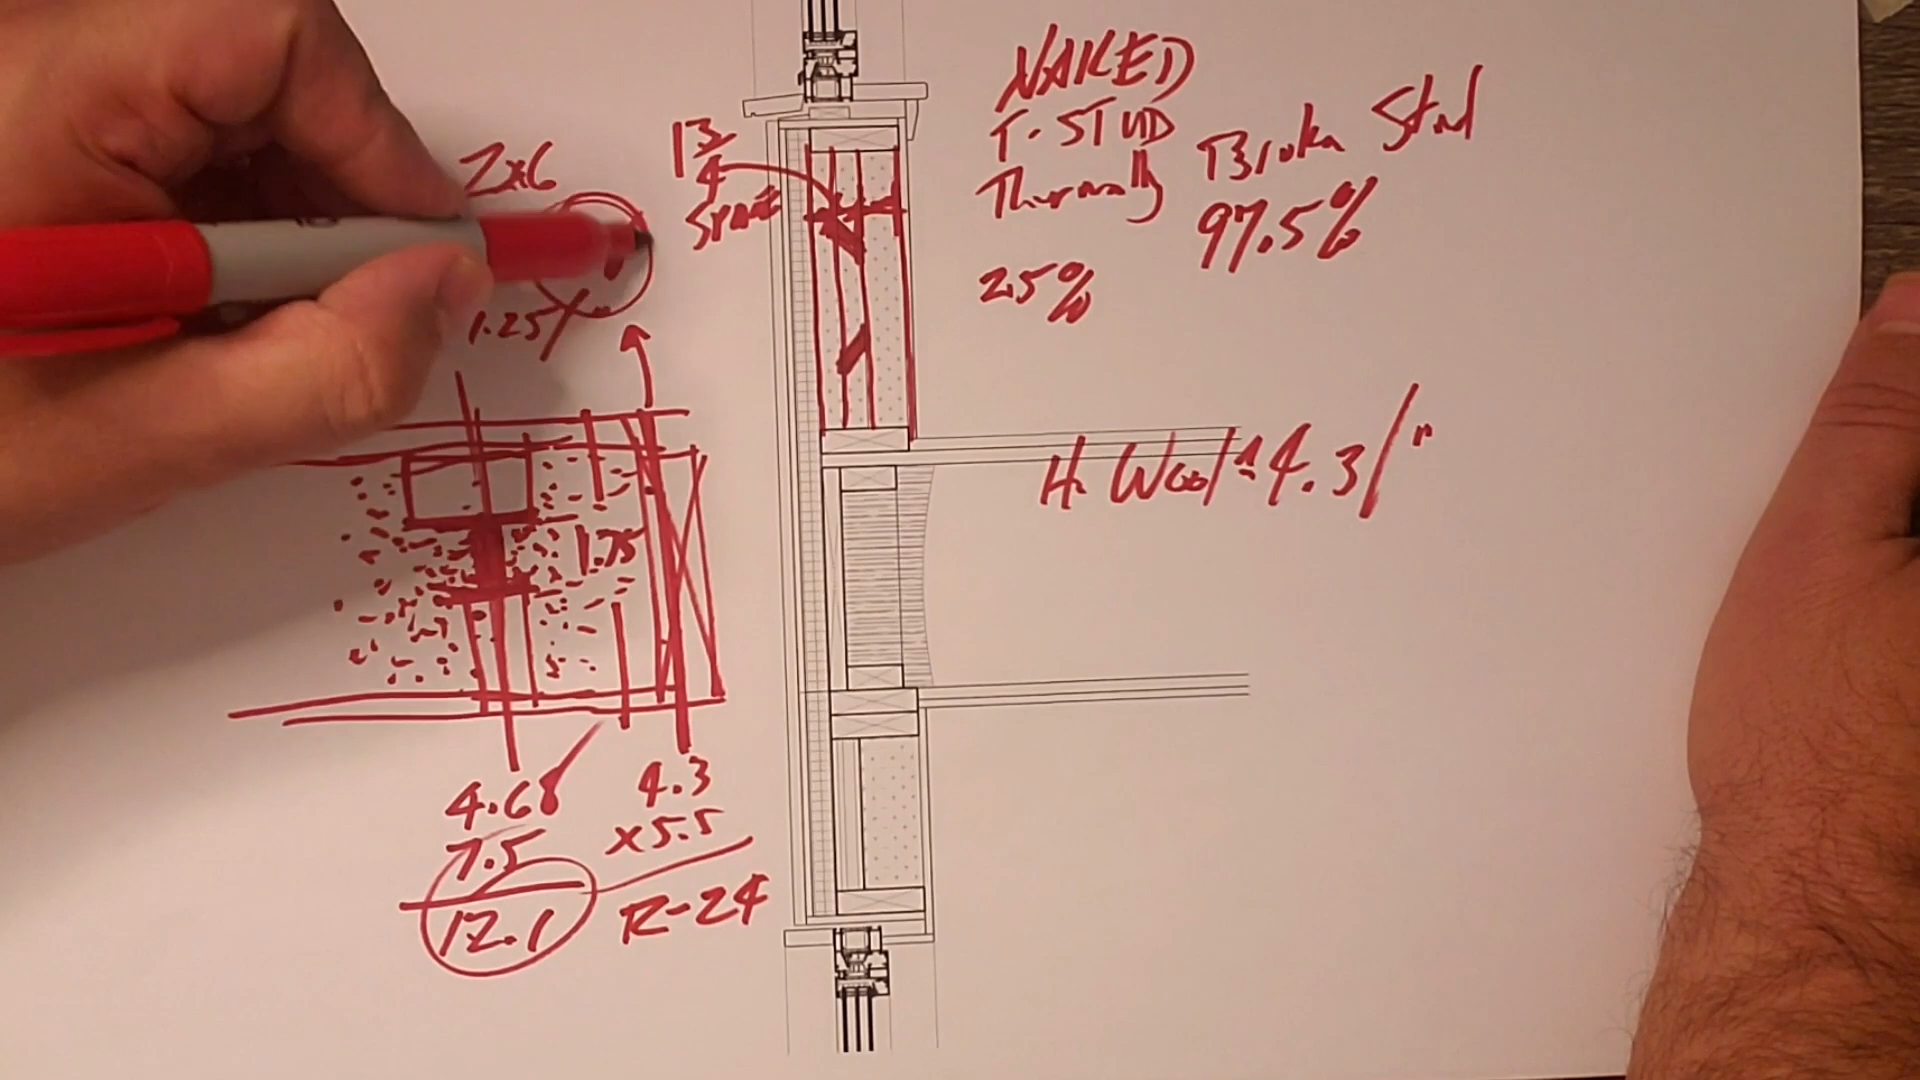 NAKED
T-STUD
Thermally Broken Stud
97.5%
25%
2x6
1.25/"
1 3/4
SPACE
H. Wool = 4.3/"
1.75
4.68
7.5
12.1
4.3
x5.5
R-24